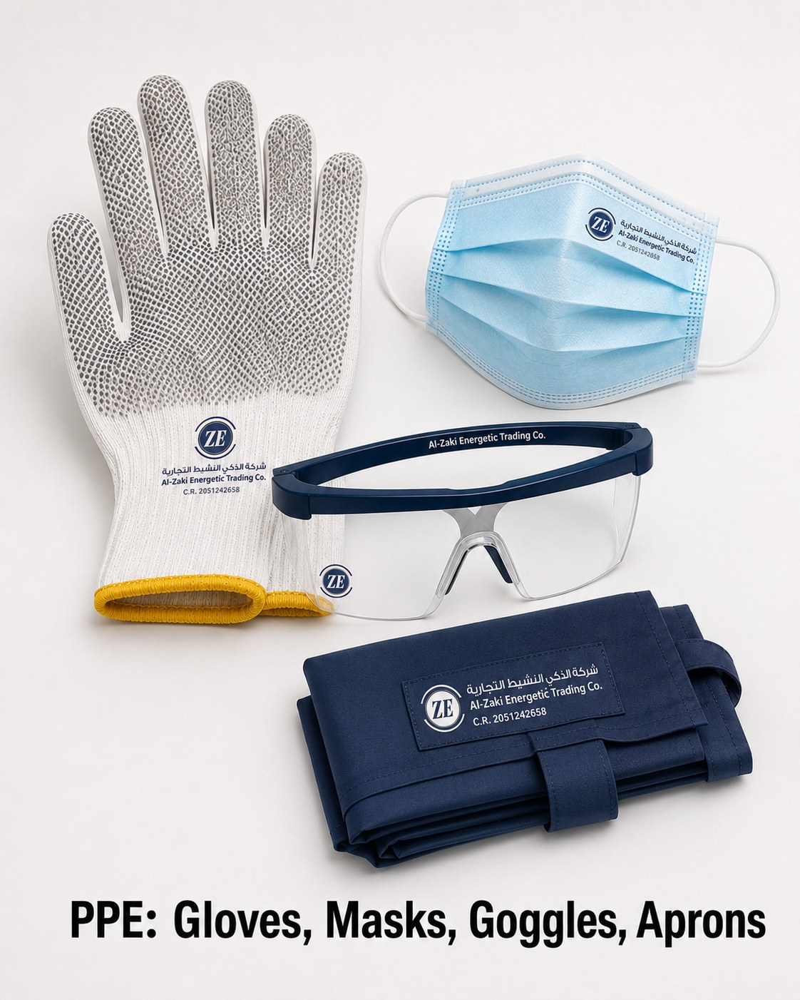 ZE
شركة الذكي النشيط التجارية
Al-Zaki Energetic Trading Co.
C.R. 2051242658
Al-Zaki Energetic Trading Co.
ZE
ZE
شركة الذكي النشيط التجارية
Al-Zaki Energetic Trading Co.
C.R. 2051242658
ZE
شركة الذكي النشيط التجارية
Al-Zaki Energetic Trading Co.
C.R. 2051242658
PPE: Gloves, Masks, Goggles, Aprons